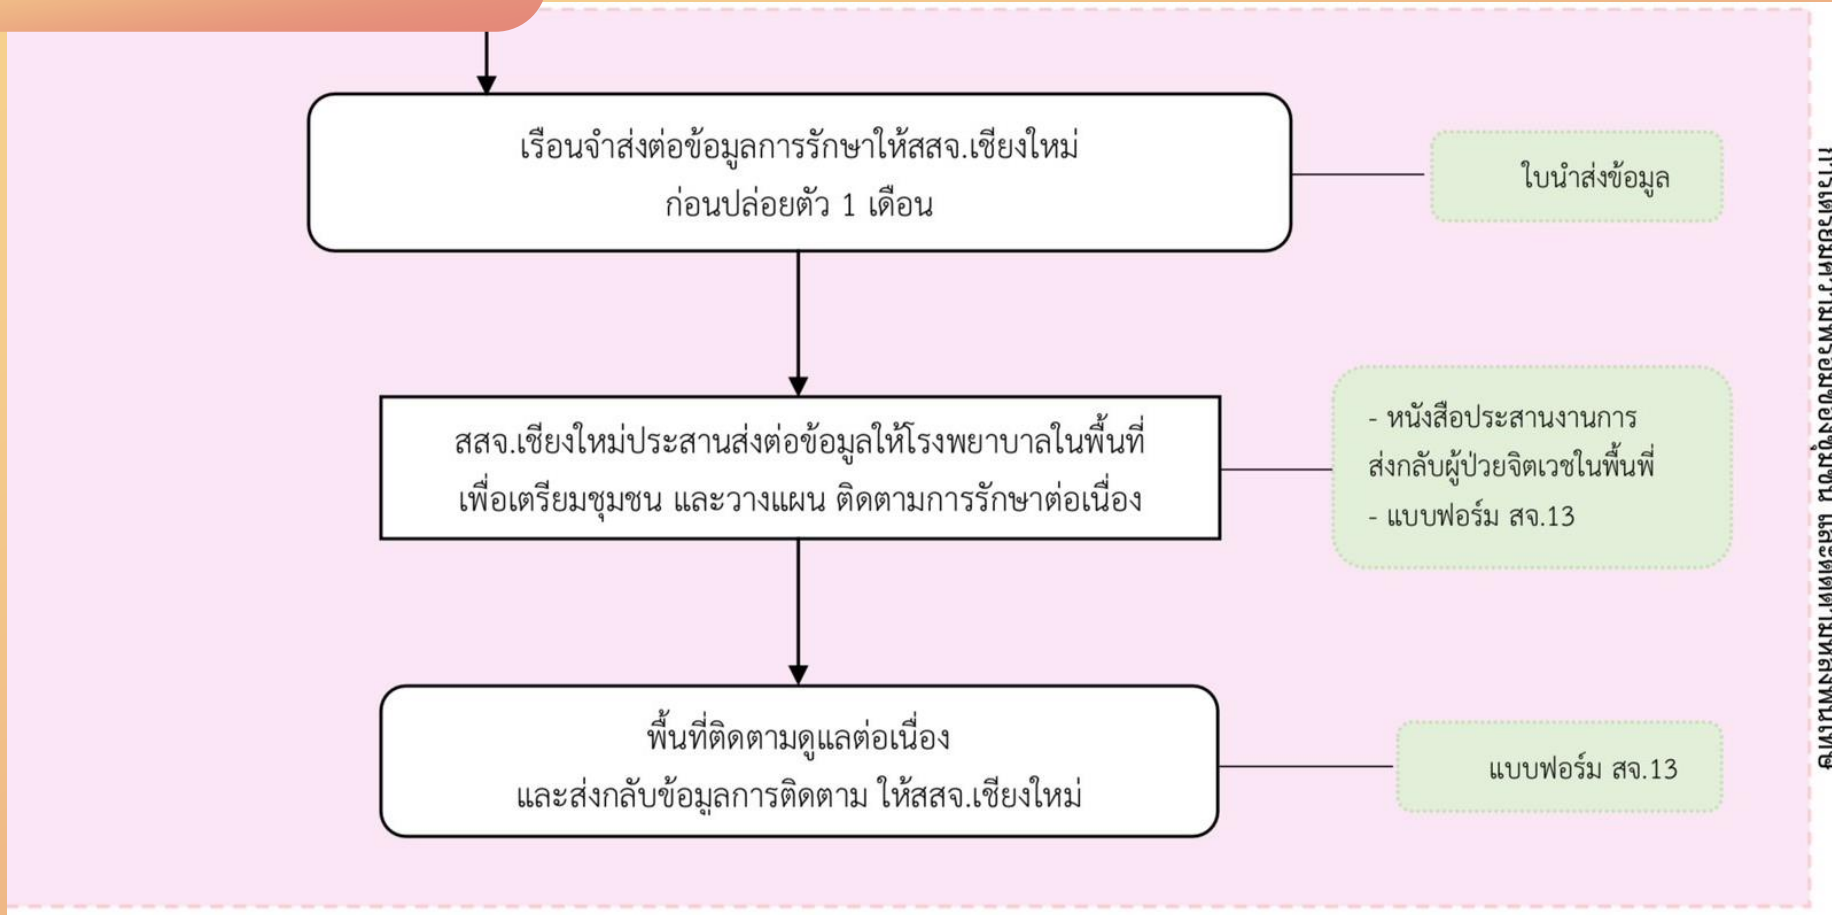 เรือนจำส่งต่อข้อมูลการรักษาให้สสจ.เชียงใหม่
ก่อนปล่อยตัว 1 เดือน
ใบนำส่งข้อมูล
สสจ.เชียงใหม่ประสานส่งต่อข้อมูลให้โรงพยาบาลในพื้นที่
เพื่อเตรียมชุมชน และวางแผน ติดตามการรักษาต่อเนื่อง
- หนังสือประสานงานการ
ส่งกลับผู้ป่วยจิตเวชในพื้นที่
- แบบฟอร์ม สจ.13
พื้นที่ติดตามดูแลต่อเนื่อง
และส่งกลับข้อมูลการติดตาม ให้สสจ.เชียงใหม่
แบบฟอร์ม สจ.13